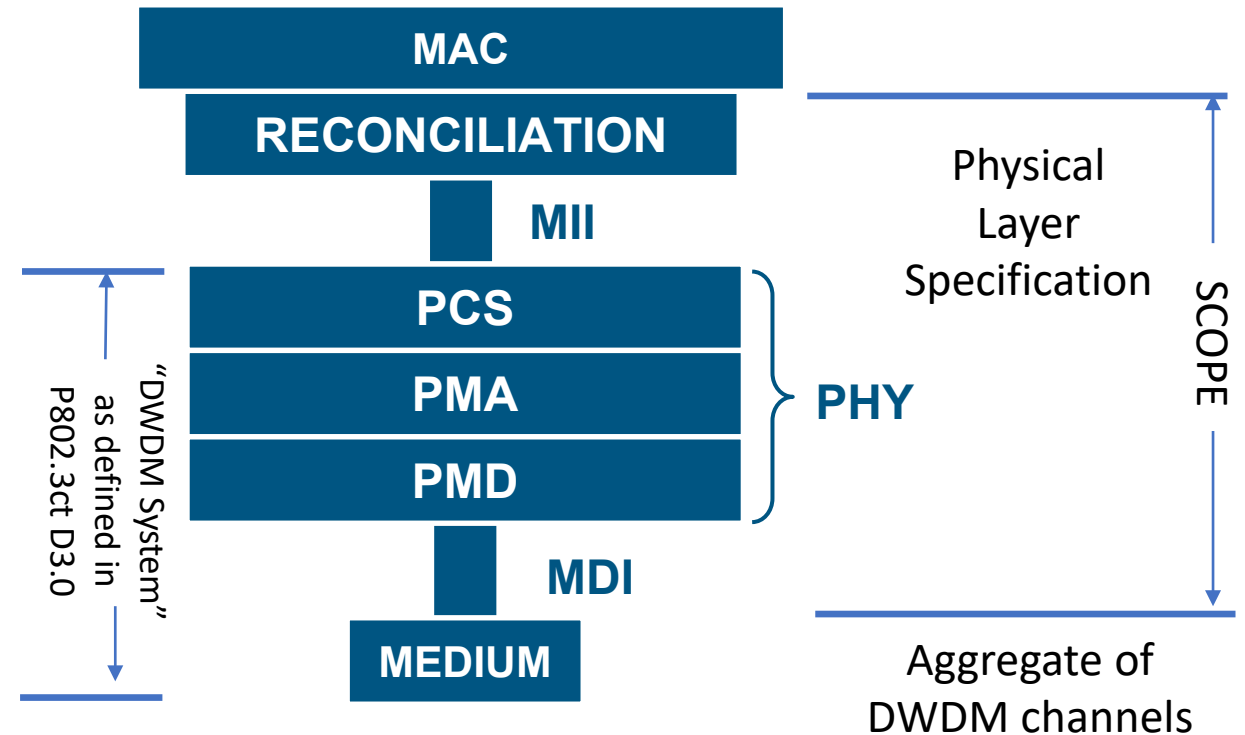 MAC
RECONCILIATION
MII
PCS
PMA
PMD
PHY
MDI
MEDIUM
“DWDM System”
as defined in
P802.3ct D3.0
Physical
Layer
Specification
SCOPE
Aggregate of
DWDM channels